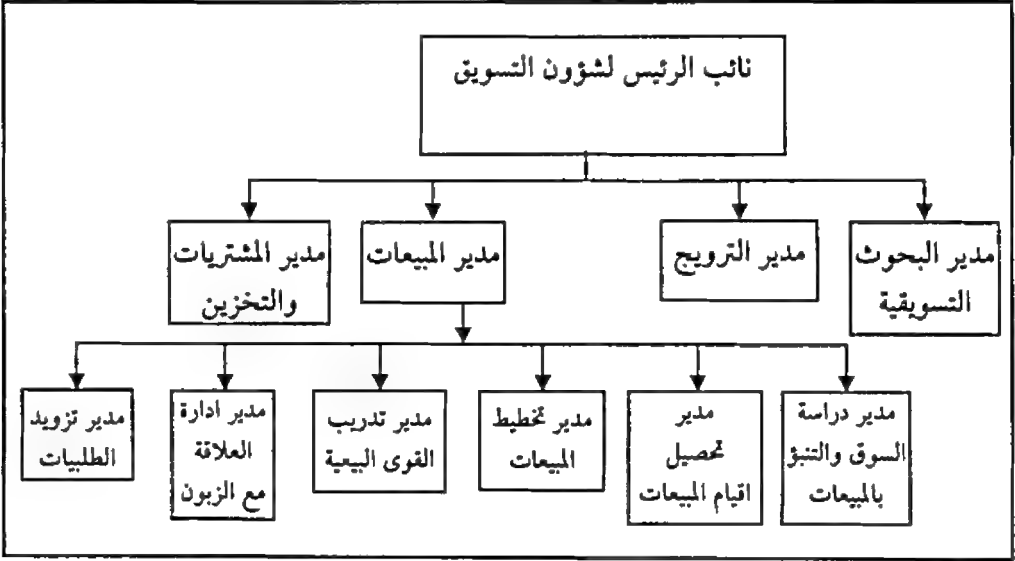 نائب الرئيس لشؤون التسويق
مدير البحوث
التسويقية
مدير الترويج
مدير المبيعات
مدير المشتريات
والتخزين
مدير دراسة
السوق والتنبؤ
بالمبيعات
مدير
تحصيل
اقيام المبيعات
مدير تخطيط
المبيعات
مدير تدريب
القوى البيعية
مدير ادارة
العلاقة
مع الزبون
مدير تزويد
الطلبيات